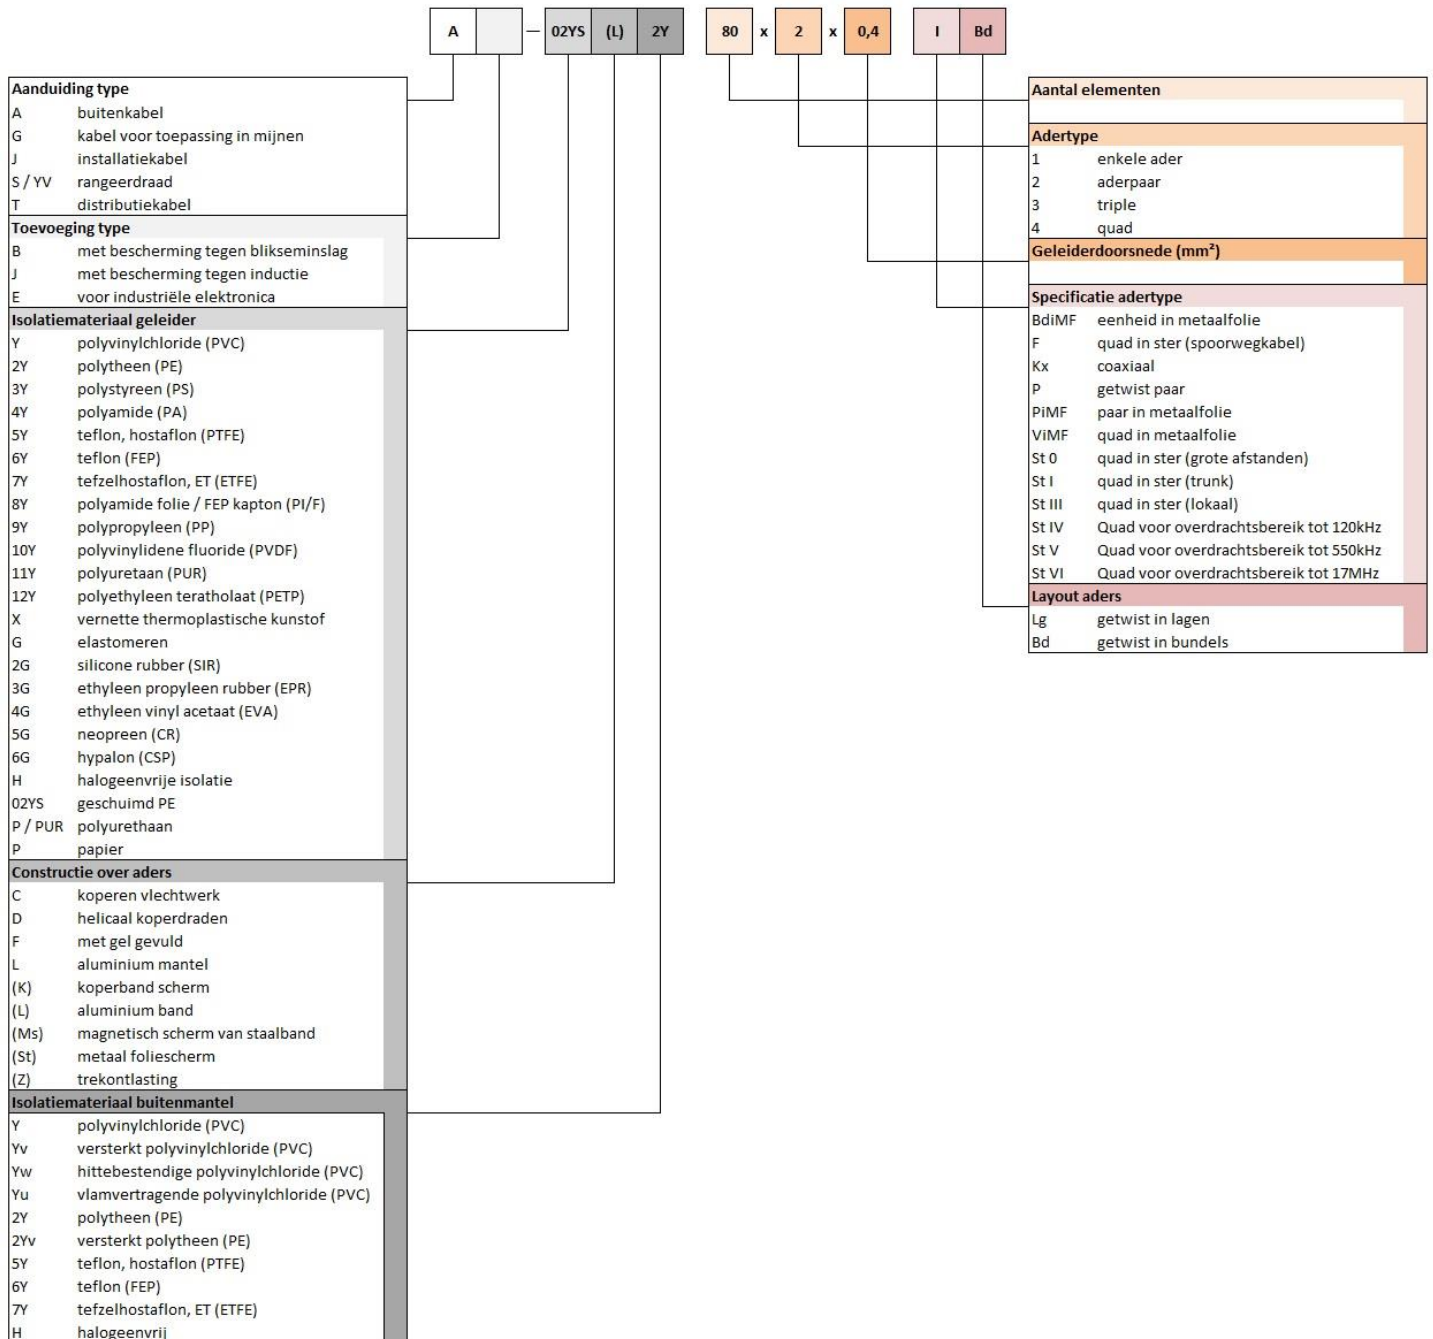 A — 02YS (L) 2Y 80 x 2 x 0,4 I Bd
Aanduiding type
A buitenkabel
G kabel voor toepassing in mijnen
J installatiekabel
S / YV rangeerdraad
T distributiekabel
Toevoeging type
B met bescherming tegen blikseminslag
J met bescherming tegen inductie
E voor industriële elektronica
Isolatiemateriaal geleider
Y polyvinylchloride (PVC)
2Y polytheen (PE)
3Y polystyreen (PS)
4Y polyamide (PA)
5Y teflon, hostaflon (PTFE)
6Y teflon (FEP)
7Y tefzelhostaflon, ET (ETFE)
8Y polyamide folie / FEP kapton (PI/F)
9Y polypropyleen (PP)
10Y polyvinylidene fluoride (PVDF)
11Y polyuretaan (PUR)
12Y polyethyleen teratholaat (PETP)
X vernette thermoplastische kunstof
G elastomeren
2G silicone rubber (SIR)
3G ethyleen propyleen rubber (EPR)
4G ethyleen vinyl acetaat (EVA)
5G neopreen (CR)
6G hypalon (CSP)
H halogeenvrije isolatie
02YS geschuimd PE
P / PUR polyurethaan
P papier
Constructie over aders
C koperen vlechtwerk
D helicaal koperdraden
F met gel gevuld
L aluminium mantel
(K) koperband scherm
(L) aluminium band
(Ms) magnetisch scherm van staalband
(St) metaal foliescherm
(Z) trekontlasting
Isolatiemateriaal buitenmantel
Y polyvinylchloride (PVC)
Yv versterkt polyvinylchloride (PVC)
Yw hittebestendige polyvinylchloride (PVC)
Yu vlamvertragende polyvinylchloride (PVC)
2Y polytheen (PE)
2Yv versterkt polytheen (PE)
5Y teflon, hostaflon (PTFE)
6Y teflon (FEP)
7Y tefzelhostaflon, ET (ETFE)
H halogeenvrij
Aantal elementen
Adertype
1 enkele ader
2 aderpaar
3 triple
4 quad
Geleiderdoorsnede (mm²)
Specificatie adertype
BdiMF eenheid in metaalfolie
F quad in ster (spoorwegkabel)
Kx coaxiaal
P getwist paar
PiMF paar in metaalfolie
ViMF quad in metaalfolie
St 0 quad in ster (grote afstanden)
St I quad in ster (trunk)
St III quad in ster (lokaal)
St IV Quad voor overdrachtsbereik tot 120kHz
St V Quad voor overdrachtsbereik tot 550kHz
St VI Quad voor overdrachtsbereik tot 17MHz
Layout aders
Lg getwist in lagen
Bd getwist in bundels